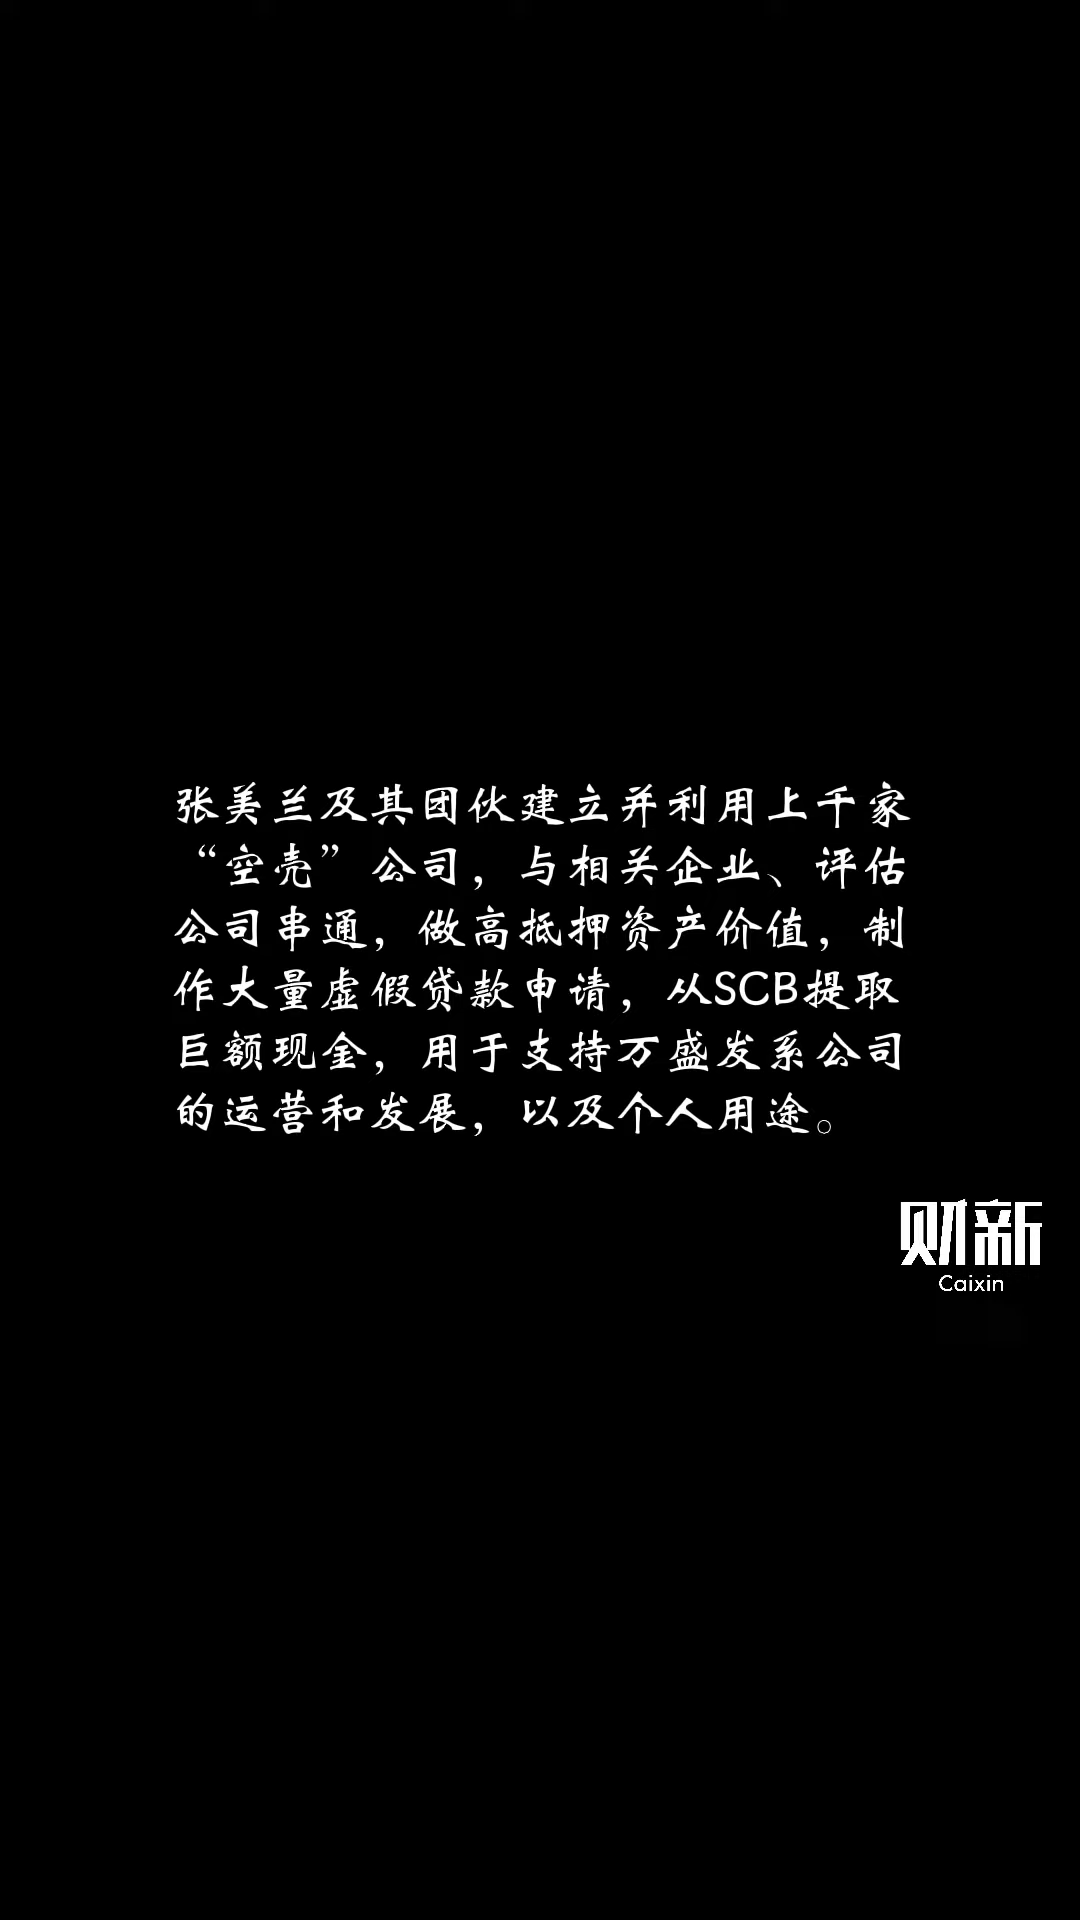 张美兰及其团伙建立并利用上千家
“空壳”公司，与相关企业、评估
公司串通，做高抵押资产价值，制
作大量虚假贷款申请，从SCB提取
巨额现金，用于支持万盛发系公司
的运营和发展，以及个人用途。
财新
Caixin